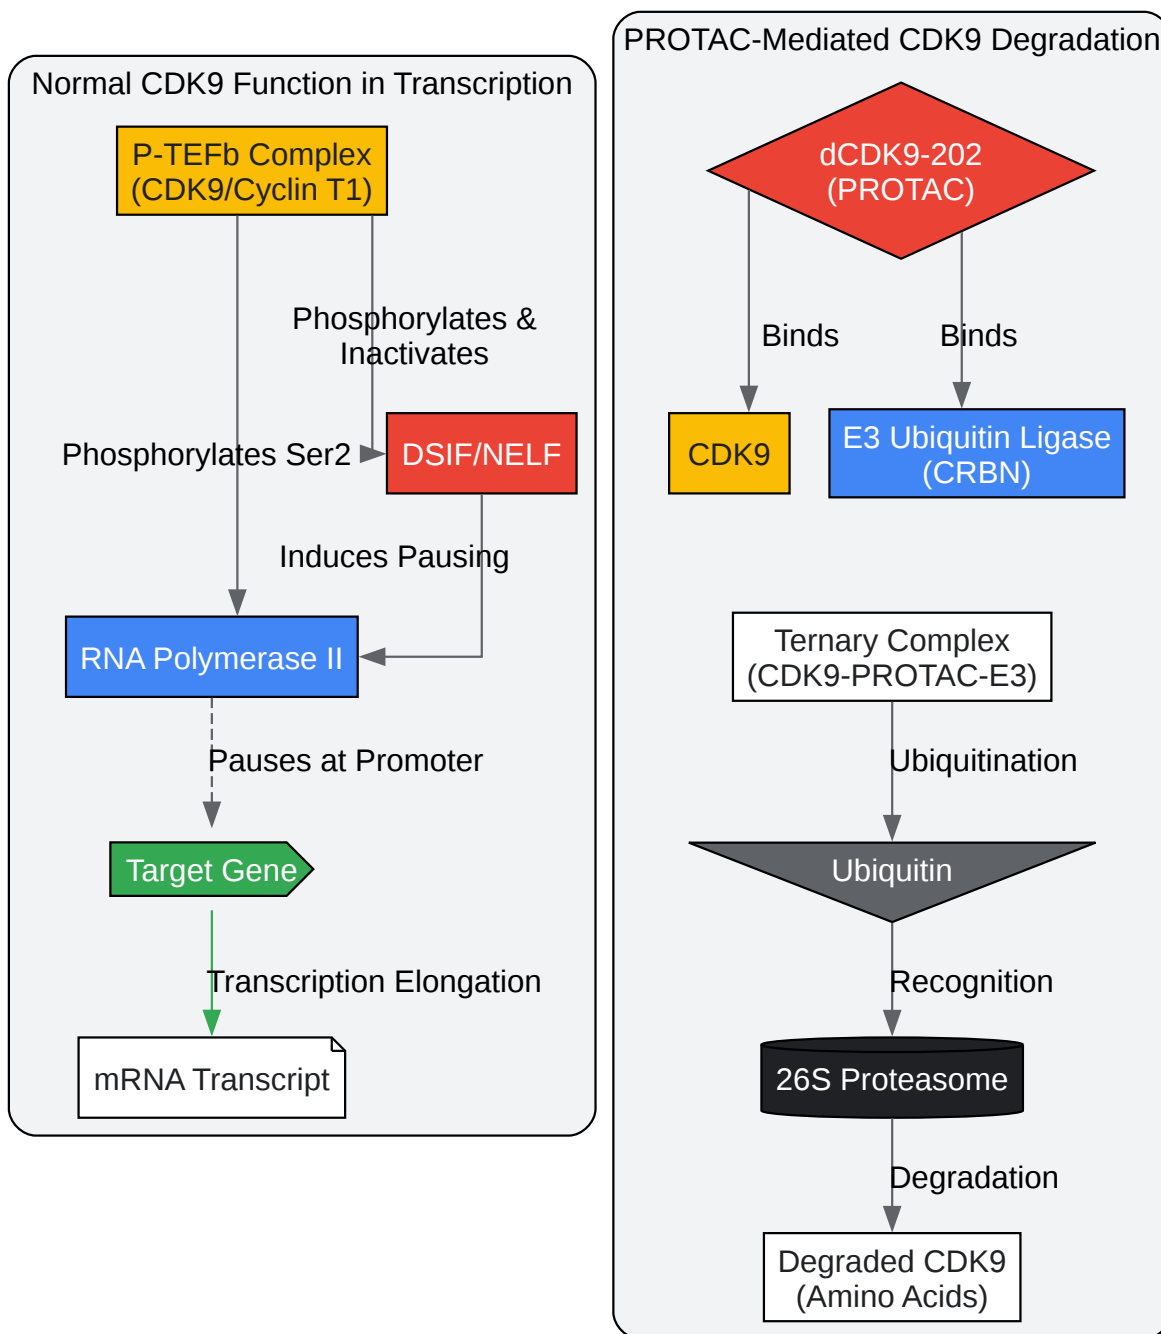 Normal CDK9 Function in Transcription
P-TEFb Complex
(CDK9/Cyclin T1)
Phosphorylates &
Inactivates
Phosphorylates Ser2
DSIF/NELF
Induces Pausing
RNA Polymerase II
Pauses at Promoter
Target Gene
Transcription Elongation
mRNA Transcript
PROTAC-Mediated CDK9 Degradation
dCDK9-202
(PROTAC)
Binds
Binds
CDK9
E3 Ubiquitin Ligase
(CRBN)
Ternary Complex
(CDK9-PROTAC-E3)
Ubiquitination
Ubiquitin
Recognition
26S Proteasome
Degradation
Degraded CDK9
(Amino Acids)